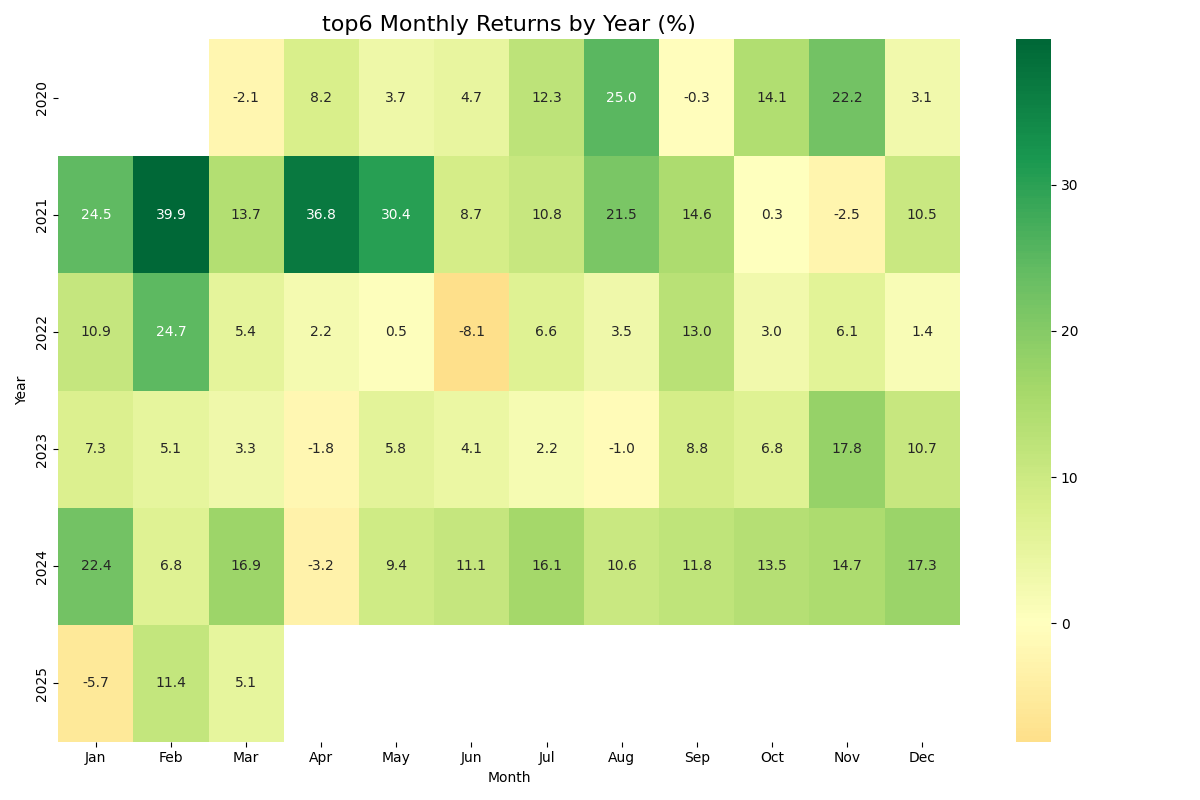 top6 Monthly Returns by Year (%)
2020 -2.1 8.2 3.7 4.7 12.3 25.0 -0.3 14.1 22.2 3.1
2021 24.5 39.9 13.7 36.8 30.4 8.7 10.8 21.5 14.6 0.3 -2.5 10.5
2022 10.9 24.7 5.4 2.2 0.5 -8.1 6.6 3.5 13.0 3.0 6.1 1.4
2023 7.3 5.1 3.3 -1.8 5.8 4.1 2.2 -1.0 8.8 6.8 17.8 10.7
2024 22.4 6.8 16.9 -3.2 9.4 11.1 16.1 10.6 11.8 13.5 14.7 17.3
2025 -5.7 11.4 5.1
Year
Jan Feb Mar Apr May Jun Jul Aug Sep Oct Nov Dec
Month
30
20
10
0